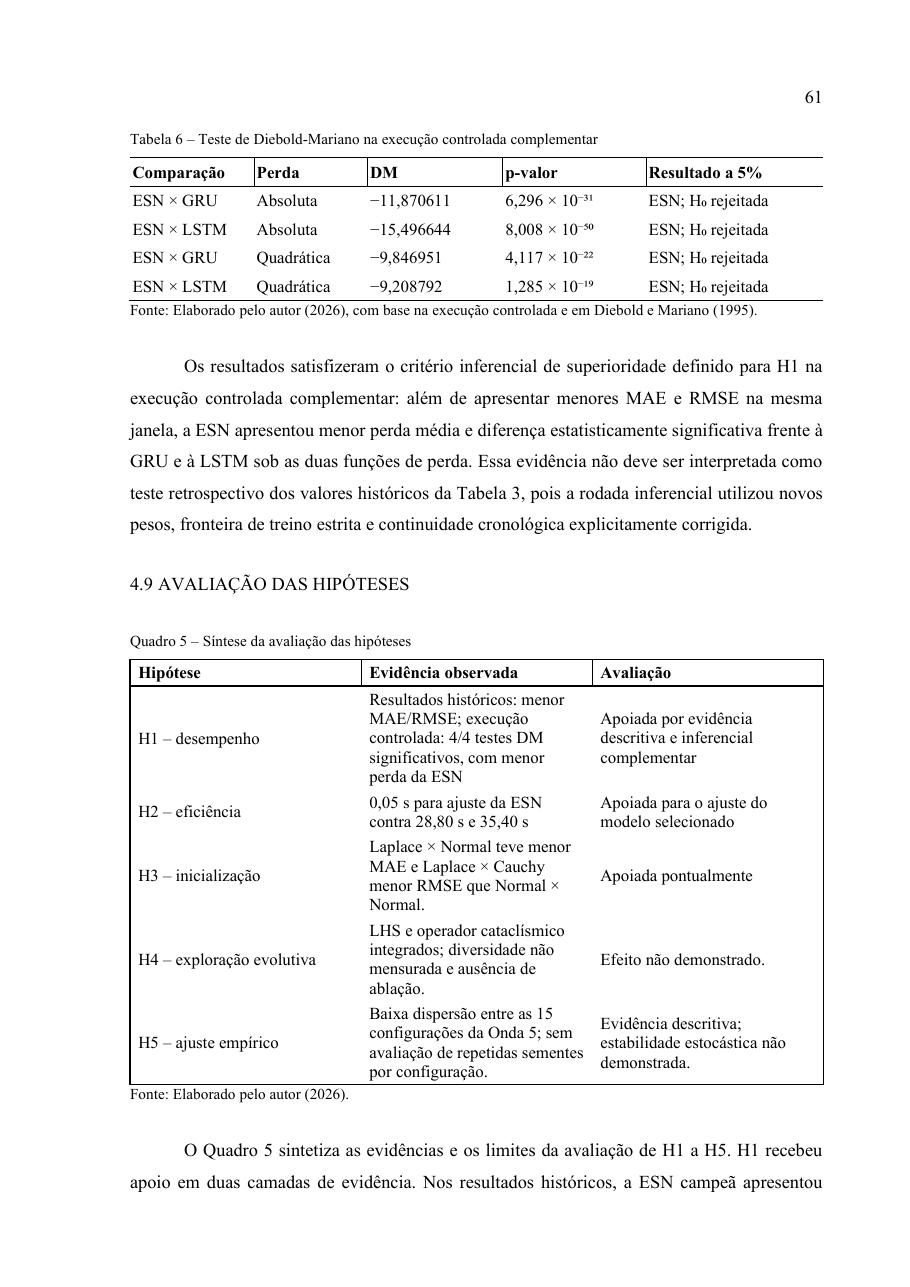 61
Tabela 6 – Teste de Diebold-Mariano na execução controlada complementar
Comparação Perda DM p-valor Resultado a 5%
ESN × GRU Absoluta −11,870611 6,296 × 10⁻³¹ ESN; H₀ rejeitada
ESN × LSTM Absoluta −15,496644 8,008 × 10⁻⁵⁰ ESN; H₀ rejeitada
ESN × GRU Quadrática −9,846951 4,117 × 10⁻²² ESN; H₀ rejeitada
ESN × LSTM Quadrática −9,208792 1,285 × 10⁻¹⁹ ESN; H₀ rejeitada
Fonte: Elaborado pelo autor (2026), com base na execução controlada e em Diebold e Mariano (1995).
Os resultados satisfizeram o critério inferencial de superioridade definido para H1 na
execução controlada complementar: além de apresentar menores MAE e RMSE na mesma
janela, a ESN apresentou menor perda média e diferença estatisticamente significativa frente à
GRU e à LSTM sob as duas funções de perda. Essa evidência não deve ser interpretada como
teste retrospectivo dos valores históricos da Tabela 3, pois a rodada inferencial utilizou novos
pesos, fronteira de treino estrita e continuidade cronológica explicitamente corrigida.
4.9 AVALIAÇÃO DAS HIPÓTESES
Quadro 5 – Síntese da avaliação das hipóteses
Hipótese Evidência observada Avaliação
H1 – desempenho
Resultados históricos: menor
MAE/RMSE; execução
controlada: 4/4 testes DM
significativos, com menor
perda da ESN
Apoiada por evidência
descritiva e inferencial
complementar
H2 – eficiência
0,05 s para ajuste da ESN
contra 28,80 s e 35,40 s
Apoiada para o ajuste do
modelo selecionado
H3 – inicialização
Laplace × Normal teve menor
MAE e Laplace × Cauchy
menor RMSE que Normal ×
Normal.
Apoiada pontualmente
H4 – exploração evolutiva
LHS e operador cataclísmico
integrados; diversidade não
mensurada e ausência de
ablação.
Efeito não demonstrado.
H5 – ajuste empírico
Baixa dispersão entre as 15
configurações da Onda 5; sem
avaliação de repetidas sementes
por configuração.
Evidência descritiva;
estabilidade estocástica não
demonstrada.
Fonte: Elaborado pelo autor (2026).
O Quadro 5 sintetiza as evidências e os limites da avaliação de H1 a H5. H1 recebeu
apoio em duas camadas de evidência. Nos resultados históricos, a ESN campeã apresentou